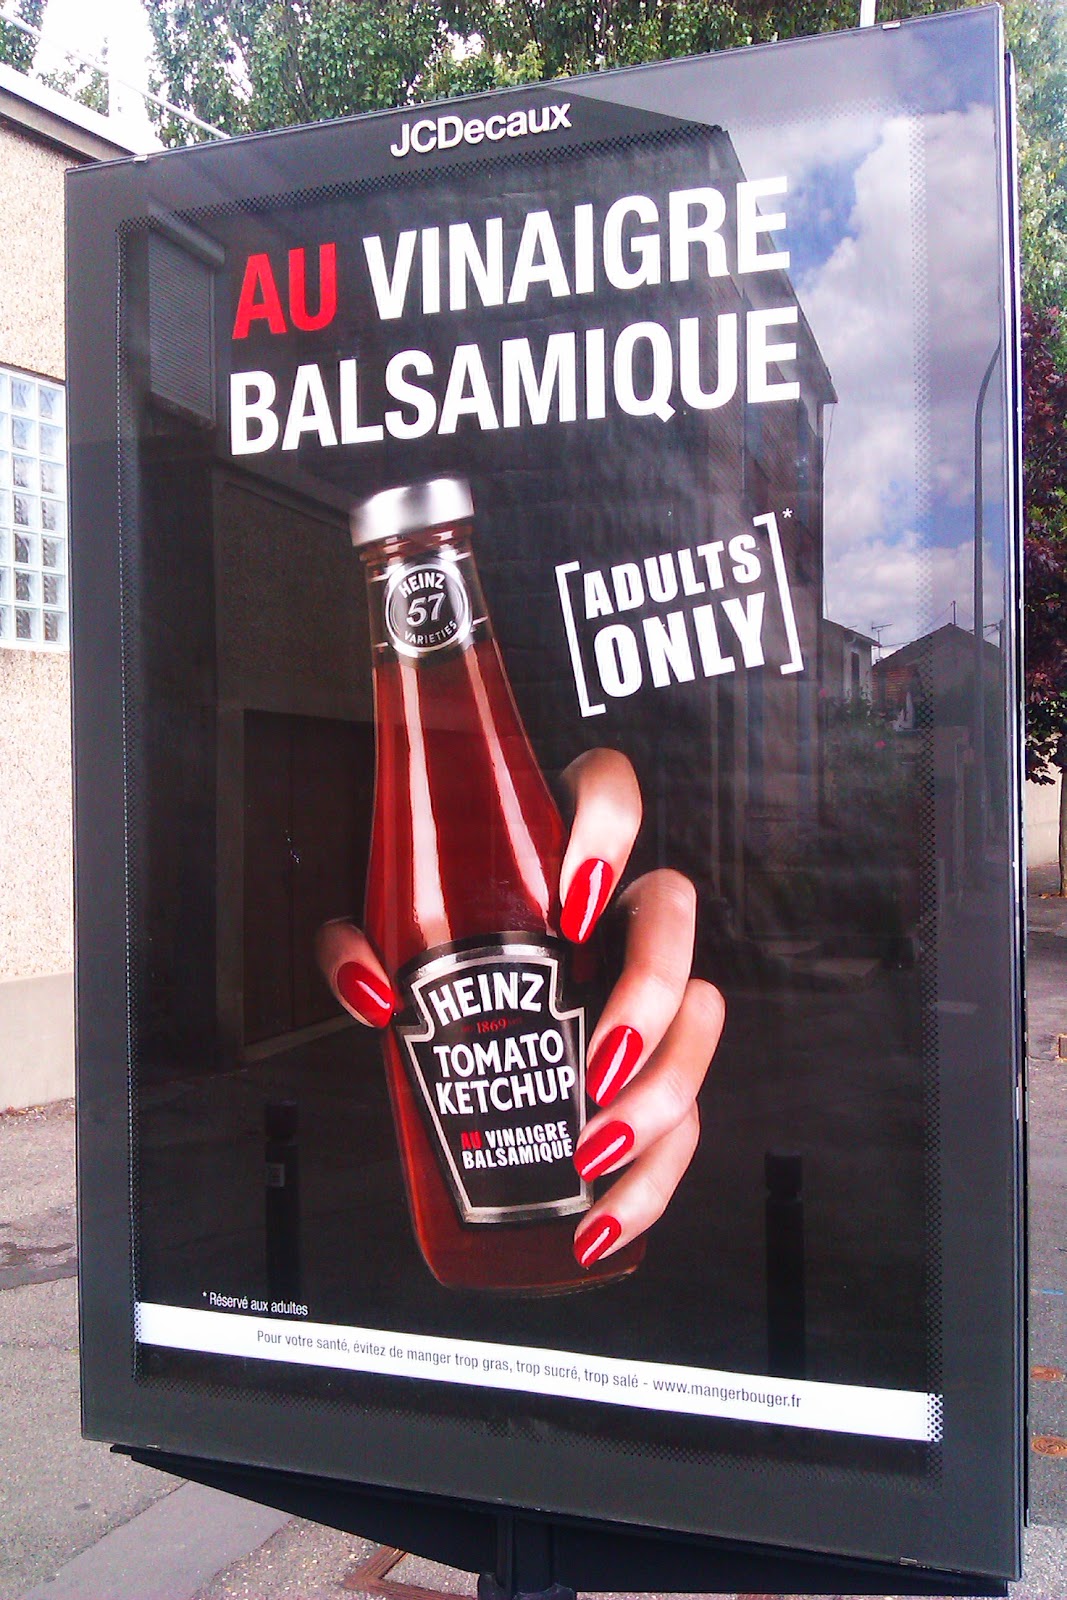 JCDecaux
AU VINAIGRE
BALSAMIQUE
[ADULTS
ONLY]*
HEINZ
57
VARIETIES
HEINZ
1869
TOMATO
KETCHUP
AU VINAIGRE
BALSAMIQUE
* Réservé aux adultes
Pour votre santé, évitez de manger trop gras, trop sucré, trop salé - www.mangerbouger.fr